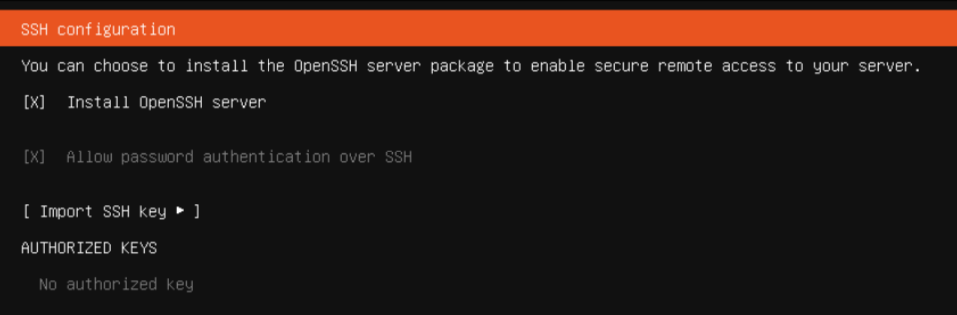 SSH configuration
You can choose to install the OpenSSH server package to enable secure remote access to your server.
[X] Install OpenSSH server
[X] Allow password authentication over SSH
[ Import SSH key ▸ ]
AUTHORIZED KEYS
No authorized key